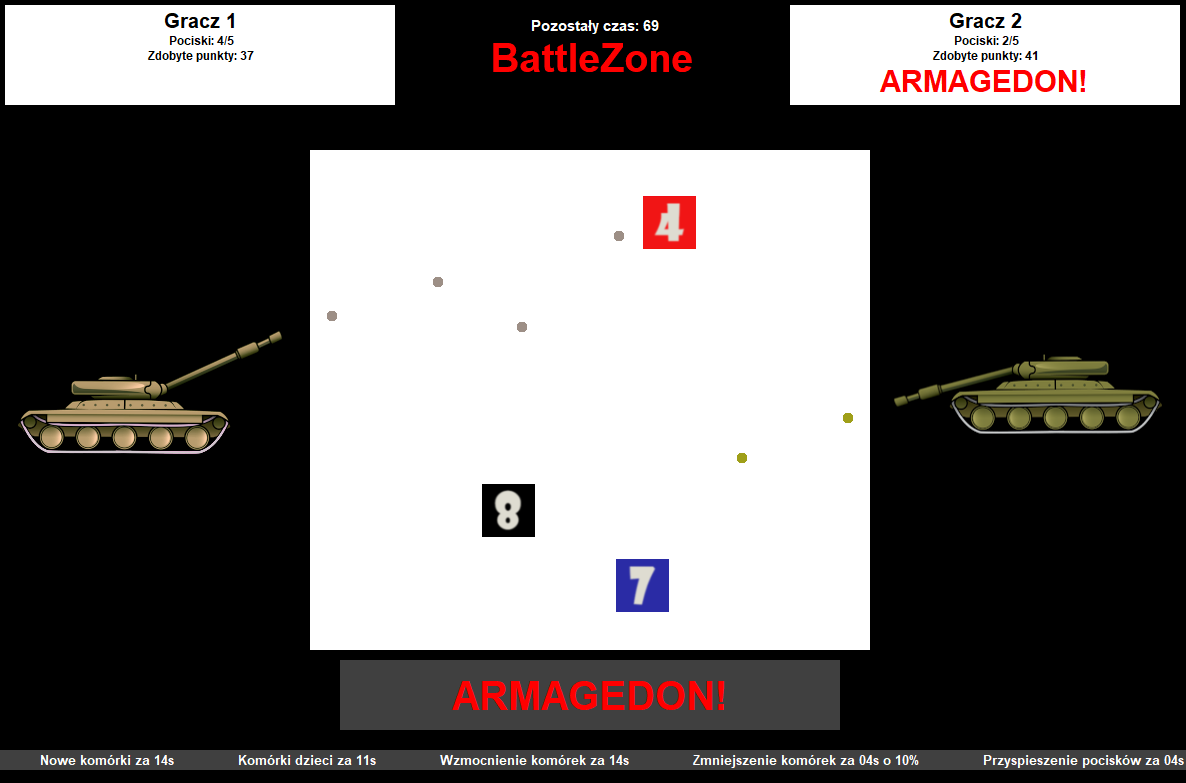 Gracz 1
Pociski: 4/5
Zdobyte punkty: 37
Pozostały czas: 69
BattleZone
Gracz 2
Pociski: 2/5
Zdobyte punkty: 41
ARMAGEDON!
4
8
7
ARMAGEDON!
Nowe komórki za 14s Komórki dzieci za 11s Wzmocnienie komórek za 14s Zmniejszenie komórek za 04s o 10% Przyspieszenie pocisków za 04s